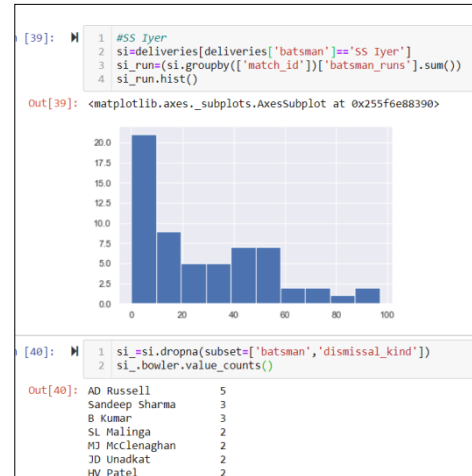 [39]: 1 #SS Iyer
2 si=deliveries[deliveries['batsman']=='SS Iyer']
3 si_run=(si.groupby(['match_id'])['batsman_runs'].sum())
4 si_run.hist()
Out[39]: <matplotlib.axes._subplots.AxesSubplot at 0x255f6e88390>
20.0
17.5
15.0
12.5
10.0
7.5
5.0
2.5
0.0
0 20 40 60 80 100
[40]: 1 si_=si.dropna(subset=['batsman','dismissal_kind'])
2 si_.bowler.value_counts()
Out[40]: AD Russell 5
Sandeep Sharma 3
B Kumar 3
SL Malinga 2
MJ McClenaghan 2
JD Unadkat 2
HV Patel 2